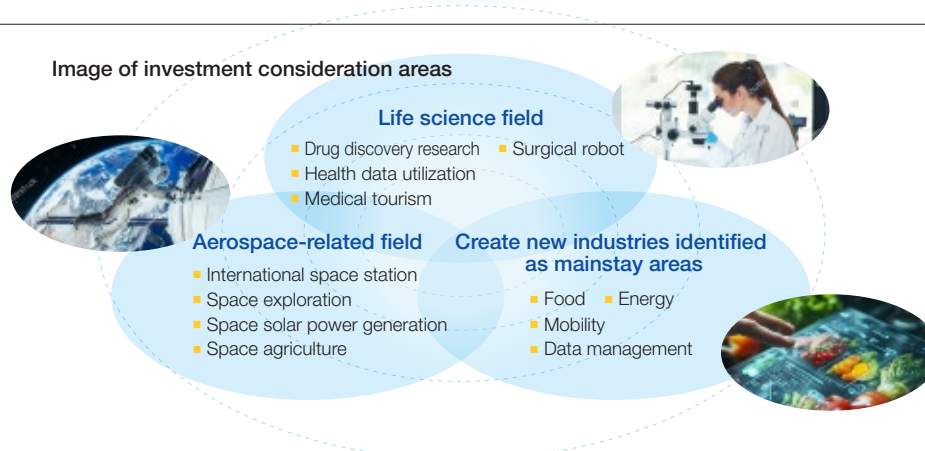 Image of investment consideration areas
Life science field
■ Drug discovery research ■ Surgical robot
■ Health data utilization
■ Medical tourism
Aerospace-related field
■ International space station
■ Space exploration
■ Space solar power generation
■ Space agriculture
Create new industries identified
as mainstay areas
■ Food ■ Energy
■ Mobility
■ Data management